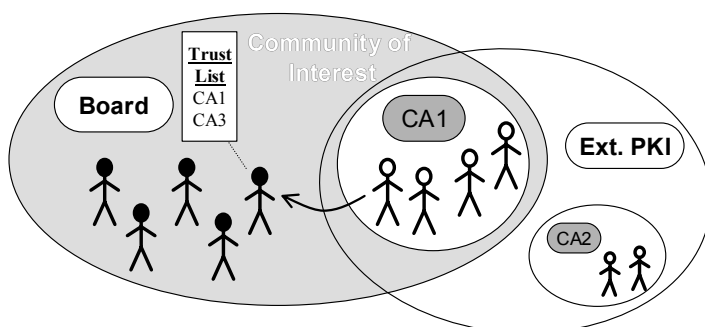 Community of
Interest
Trust
List
CA1
CA3
Board
CA1
Ext. PKI
CA2